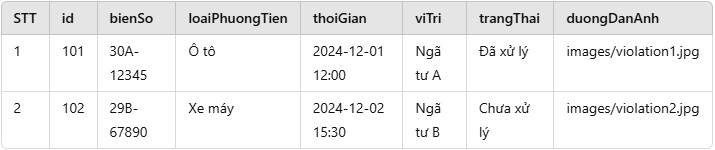 STT id bienSo loaiPhuongTien thoiGian viTri trangThai duongDanAnh
1 101 30A- Ô tô 2024-12-01 Ngã Đã xử lý images/violation1.jpg
12345 12:00 tư A
2 102 29B- Xe máy 2024-12-02 Ngã Chưa xử images/violation2.jpg
67890 15:30 tư B lý